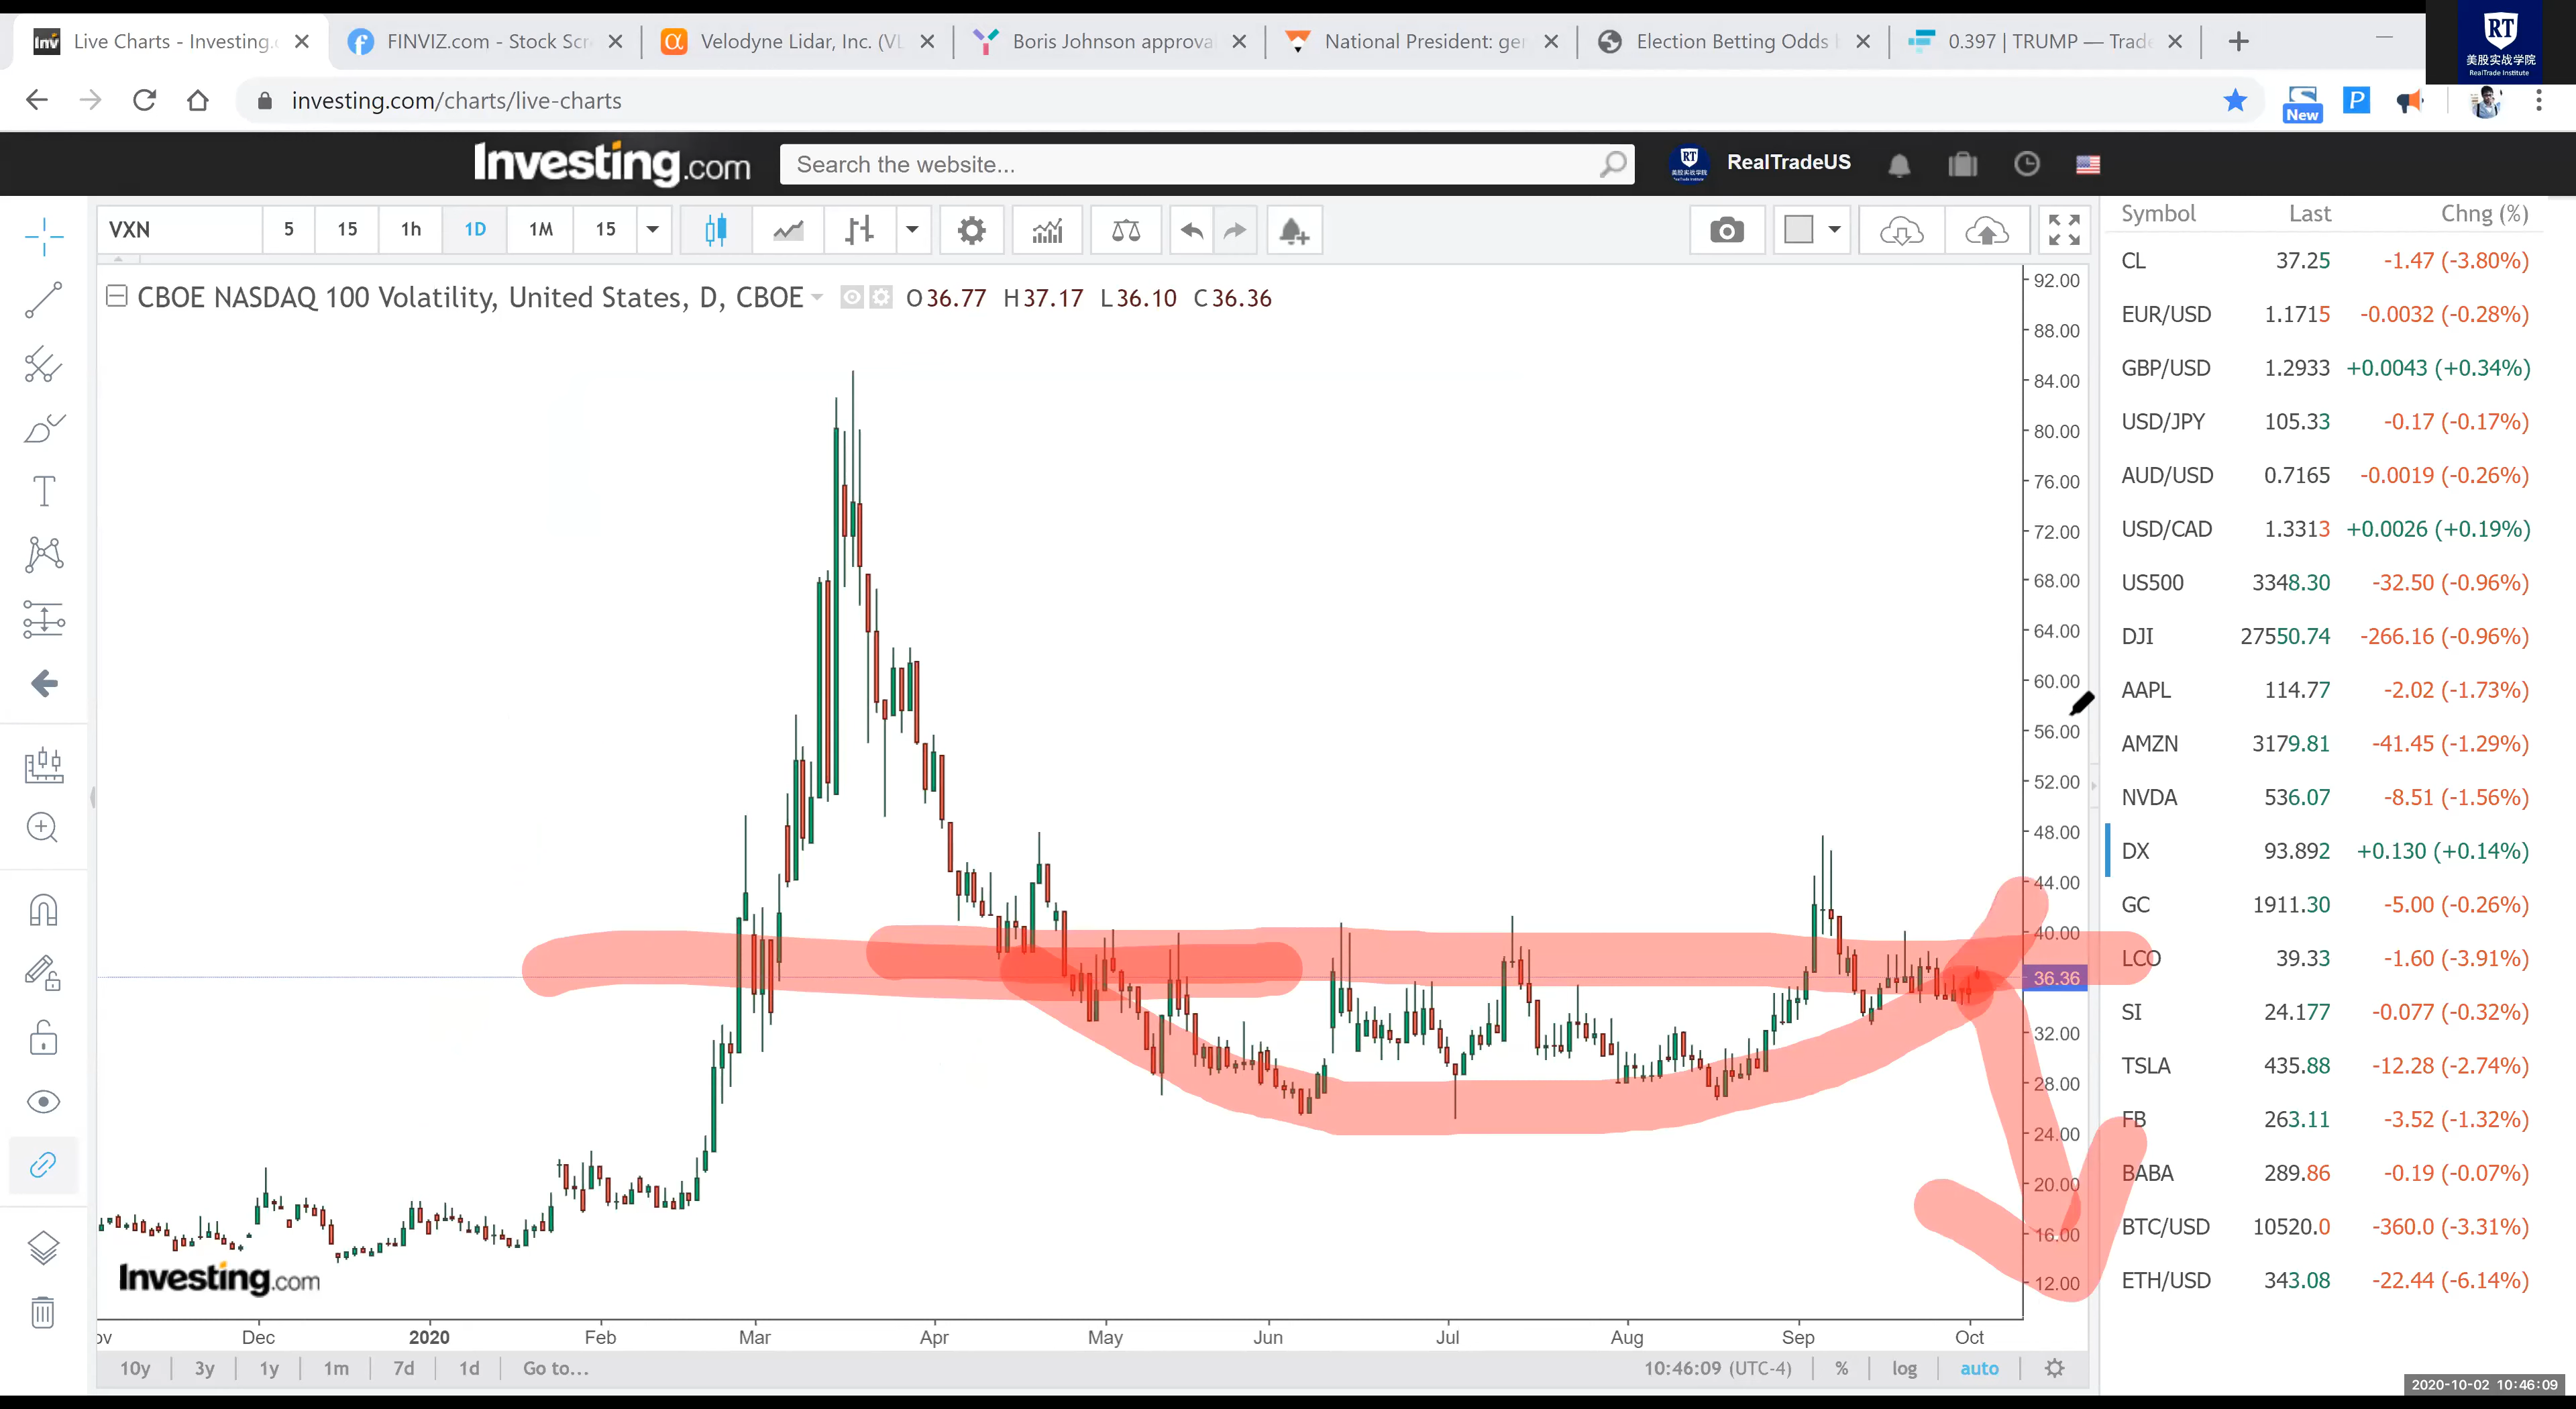 Live Charts - Investing.c
FINVIZ.com - Stock Scr
Velodyne Lidar, Inc. (VL
Boris Johnson approva
National President: gen
Election Betting Odds
0.397 | TRUMP — Trade
RT
美股实战学院
RealTrade Institute
investing.com/charts/live-charts
New
P
Investing.com
Search the website...
RT
美股实战学院
RealTradeUS
VXN 5 15 1h 1D 1M 15
Symbol Last Chng (%)
CBOE NASDAQ 100 Volatility, United States, D, CBOE O36.77 H37.17 L36.10 C36.36
92.00
88.00
84.00
80.00
76.00
72.00
68.00
64.00
60.00
56.00
52.00
48.00
44.00
40.00
36.36
32.00
28.00
24.00
20.00
16.00
12.00
CL 37.25 -1.47 (-3.80%)
EUR/USD 1.1715 -0.0032 (-0.28%)
GBP/USD 1.2933 +0.0043 (+0.34%)
USD/JPY 105.33 -0.17 (-0.17%)
AUD/USD 0.7165 -0.0019 (-0.26%)
USD/CAD 1.3313 +0.0026 (+0.19%)
US500 3348.30 -32.50 (-0.96%)
DJI 27550.74 -266.16 (-0.96%)
AAPL 114.77 -2.02 (-1.73%)
AMZN 3179.81 -41.45 (-1.29%)
NVDA 536.07 -8.51 (-1.56%)
DX 93.892 +0.130 (+0.14%)
GC 1911.30 -5.00 (-0.26%)
LCO 39.33 -1.60 (-3.91%)
SI 24.177 -0.077 (-0.32%)
TSLA 435.88 -12.28 (-2.74%)
FB 263.11 -3.52 (-1.32%)
BABA 289.86 -0.19 (-0.07%)
BTC/USD 10520.0 -360.0 (-3.31%)
ETH/USD 343.08 -22.44 (-6.14%)
Investing.com
ov Dec 2020 Feb Mar Apr May Jun Jul Aug Sep Oct
10y 3y 1y 1m 7d 1d Go to... 10:46:09 (UTC-4) % log auto
2020-10-02 10:46:09